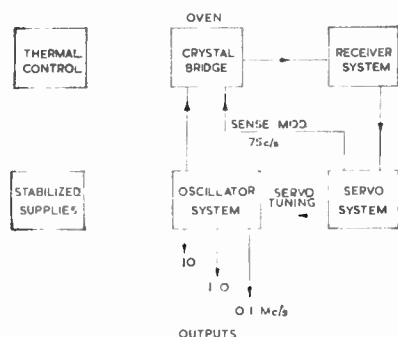 OVEN
THERMAL
CONTROL
CRYSTAL
BRIDGE
RECEIVER
SYSTEM
SENSE MOD
75c/s
STABILIZED
SUPPLIES
OSCILLATOR
SYSTEM
SERVO
TUNING
SERVO
SYSTEM
10
1 0
0 1 Mc/s
OUTPUTS